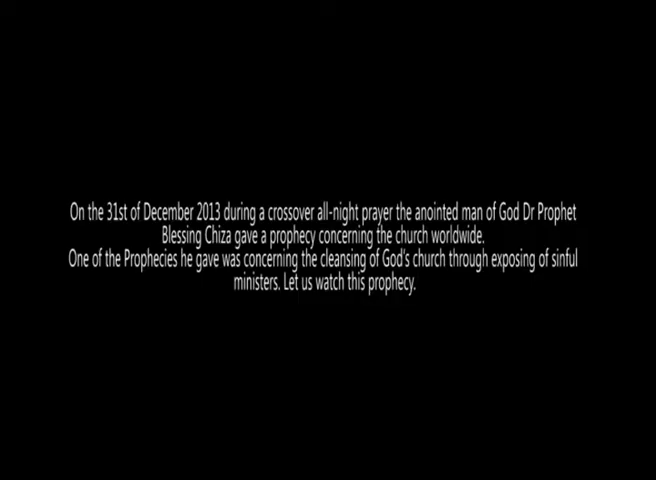 On the 31st of December 2013 during a crossover all-night prayer the anointed man of God Dr Prophet
Blessing Chiza gave a prophecy concerning the church worldwide.
One of the Prophecies he gave was concerning the cleansing of God's church through exposing of sinful
ministers. Let us watch this prophecy.